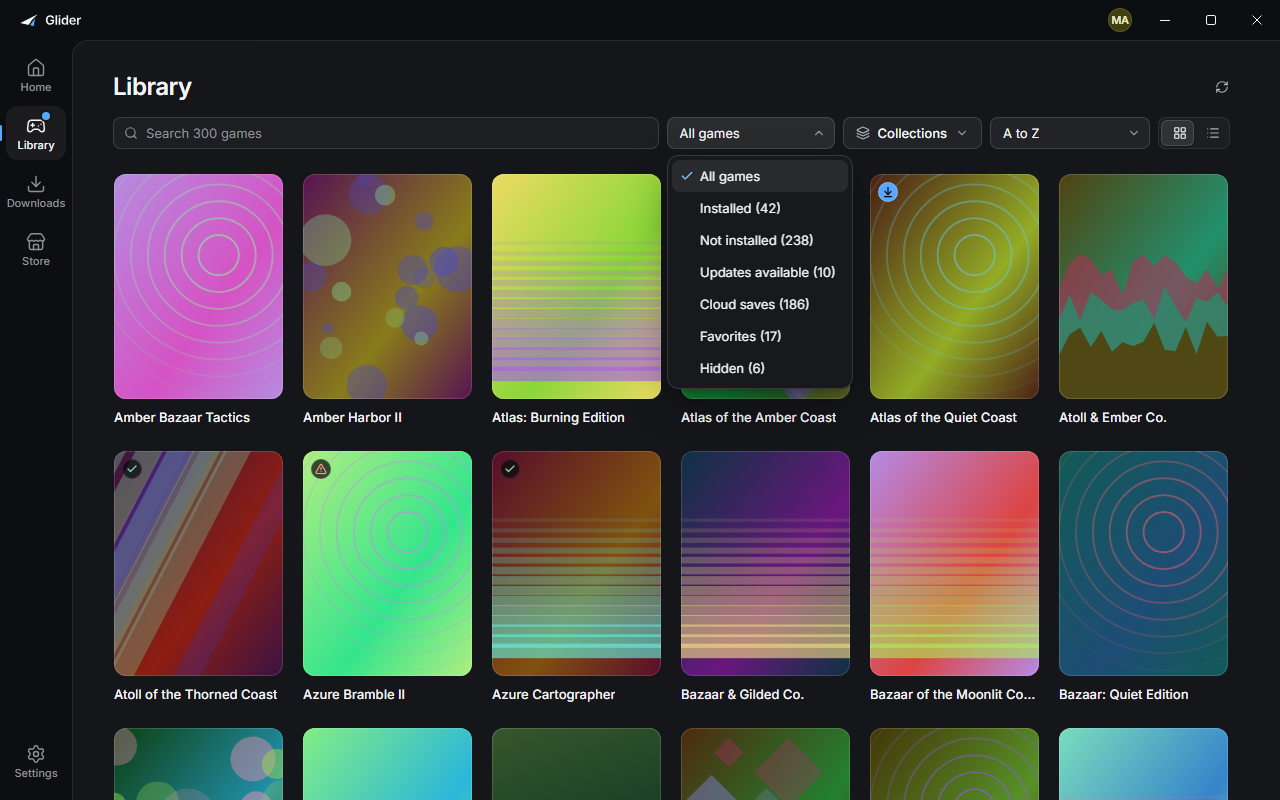 Glider
MA
Home
Library
Downloads
Store
Settings
Library
Search 300 games
All games
Collections
A to Z
All games
Installed (42)
Not installed (238)
Updates available (10)
Cloud saves (186)
Favorites (17)
Hidden (6)
Amber Bazaar Tactics
Amber Harbor II
Atlas: Burning Edition
Atlas of the Amber Coast
Atlas of the Quiet Coast
Atoll & Ember Co.
Atoll of the Thorned Coast
Azure Bramble II
Azure Cartographer
Bazaar & Gilded Co.
Bazaar of the Moonlit Co...
Bazaar: Quiet Edition